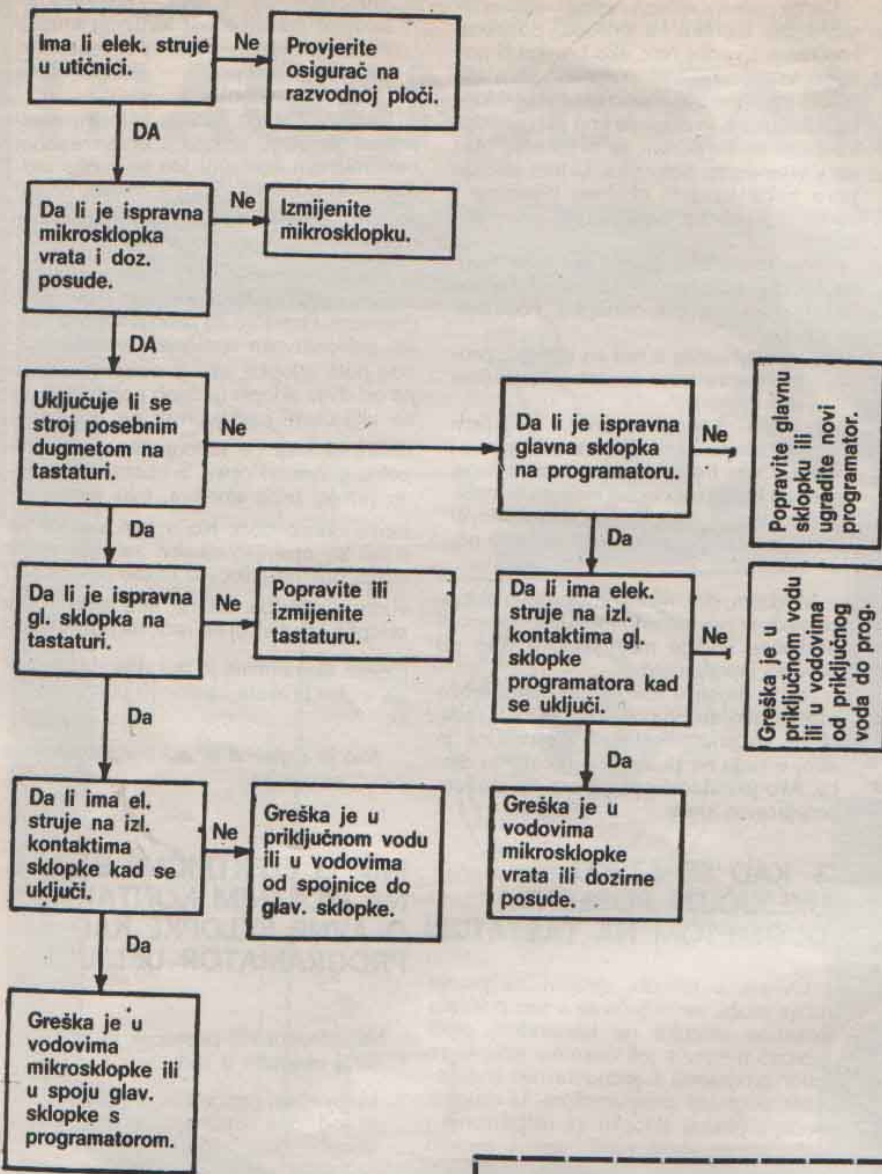 Ima li elek. struje
u utičnici.
Ne
Provjerite
osigurač na
razvodnoj ploči.
DA
Da li je ispravna
mikrosklopka
vrata i doz.
posude.
Ne
Izmijenite
mikrosklopku.
DA
Uključuje li se
stroj posebnim
dugmetom na
tastaturi.
Ne
Da li je ispravna
glavna sklopka
na programatoru.
Ne
Popravite glavnu
sklopku ili
ugradite novi
programator.
Da
Da
Da li je ispravna
gl. sklopka na
tastaturi.
Ne
Popravite ili
izmijenite
tastaturu.
Da li ima elek.
struje na izl.
kontaktima gl.
sklopke
programatora kad
se uključi.
Ne
Greška je u
priključnom vodu
ili u vodovima
od priključnog
voda do prog.
Da
Da
Da li ima el.
struje na izl.
kontaktima
sklopke kad se
uključi.
Ne
Greška je u
priključnom vodu
ili u vodovima
od spojnice do
glav. sklopke.
Greška je u
vodovima
mikrosklopke
vrata ili dozirne
posude.
Da
Greška je u
vodovima
mikrosklopke ili
u spoju glav.
sklopke s
programatorom.